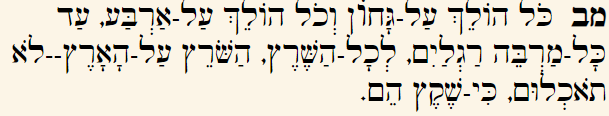 מב כֹּל הוֹלֵךְ עַל-גָּחוֹן וְכֹל הוֹלֵךְ עַל-אַרְבַּע, עַד
כָּל-מַרְבֵּה רַגְלַיִם, לְכָל-הַשֶּׁרֶץ, הַשֹּׁרֵץ עַל-הָאָרֶץ--לֹא
תֹאכְלוּם, כִּי-שֶׁקֶץ הֵם.